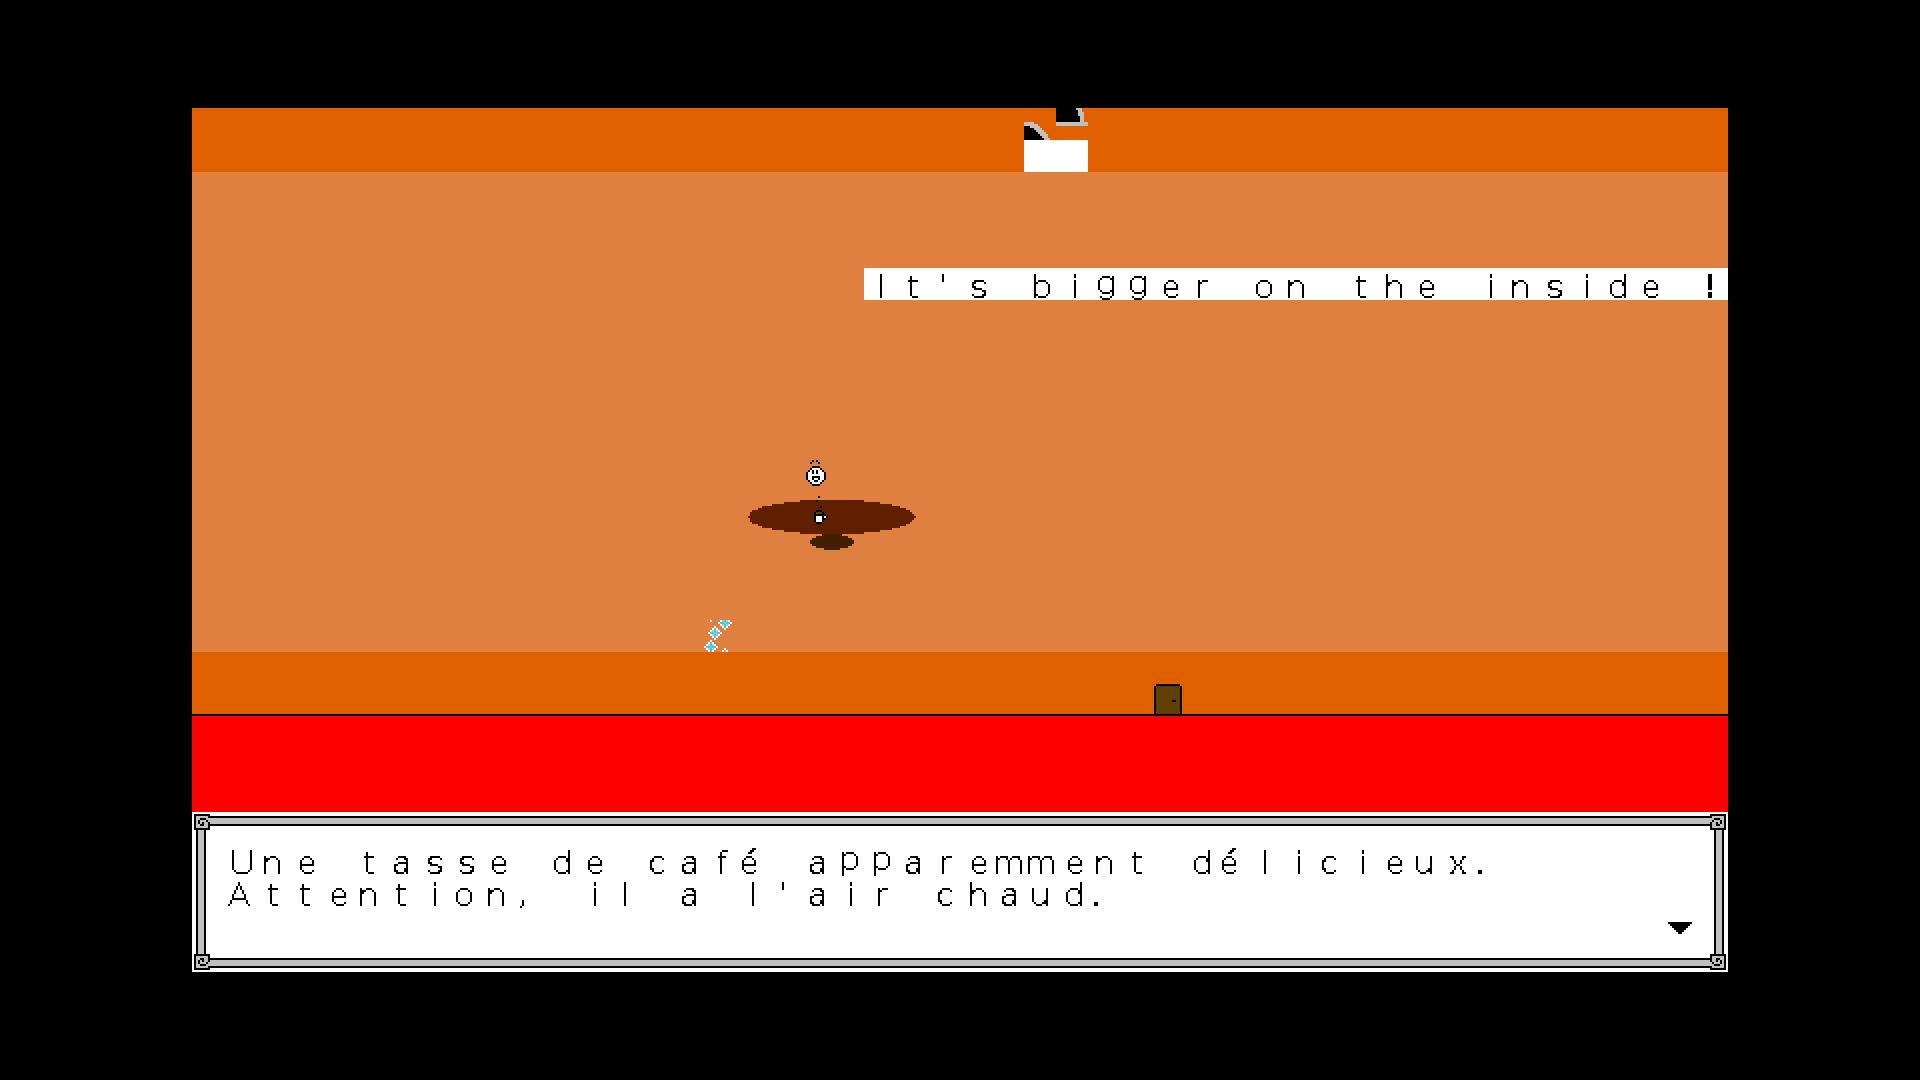 It's bigger on the inside !
Une tasse de café apparemment délicieux.
Attention, il a l'air chaud.